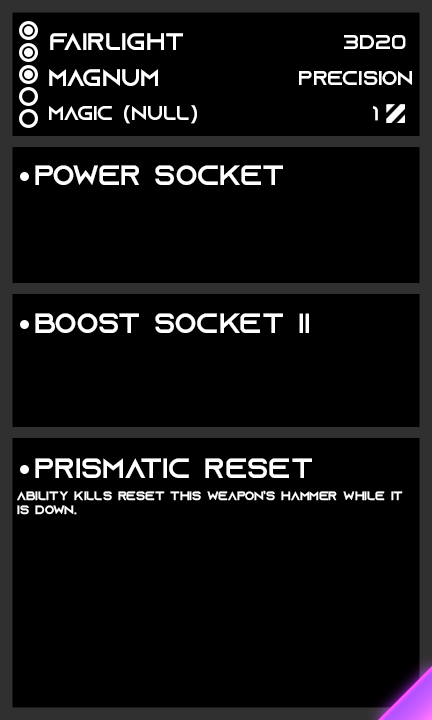 FAIRLIGHT 3D20
MAGNUM PRECISION
MAGIC (NULL) 1
•POWER SOCKET
•BOOST SOCKET II
•PRISMATIC RESET
ABILITY KILLS RESET THIS WEAPON'S HAMMER WHILE IT
IS DOWN.